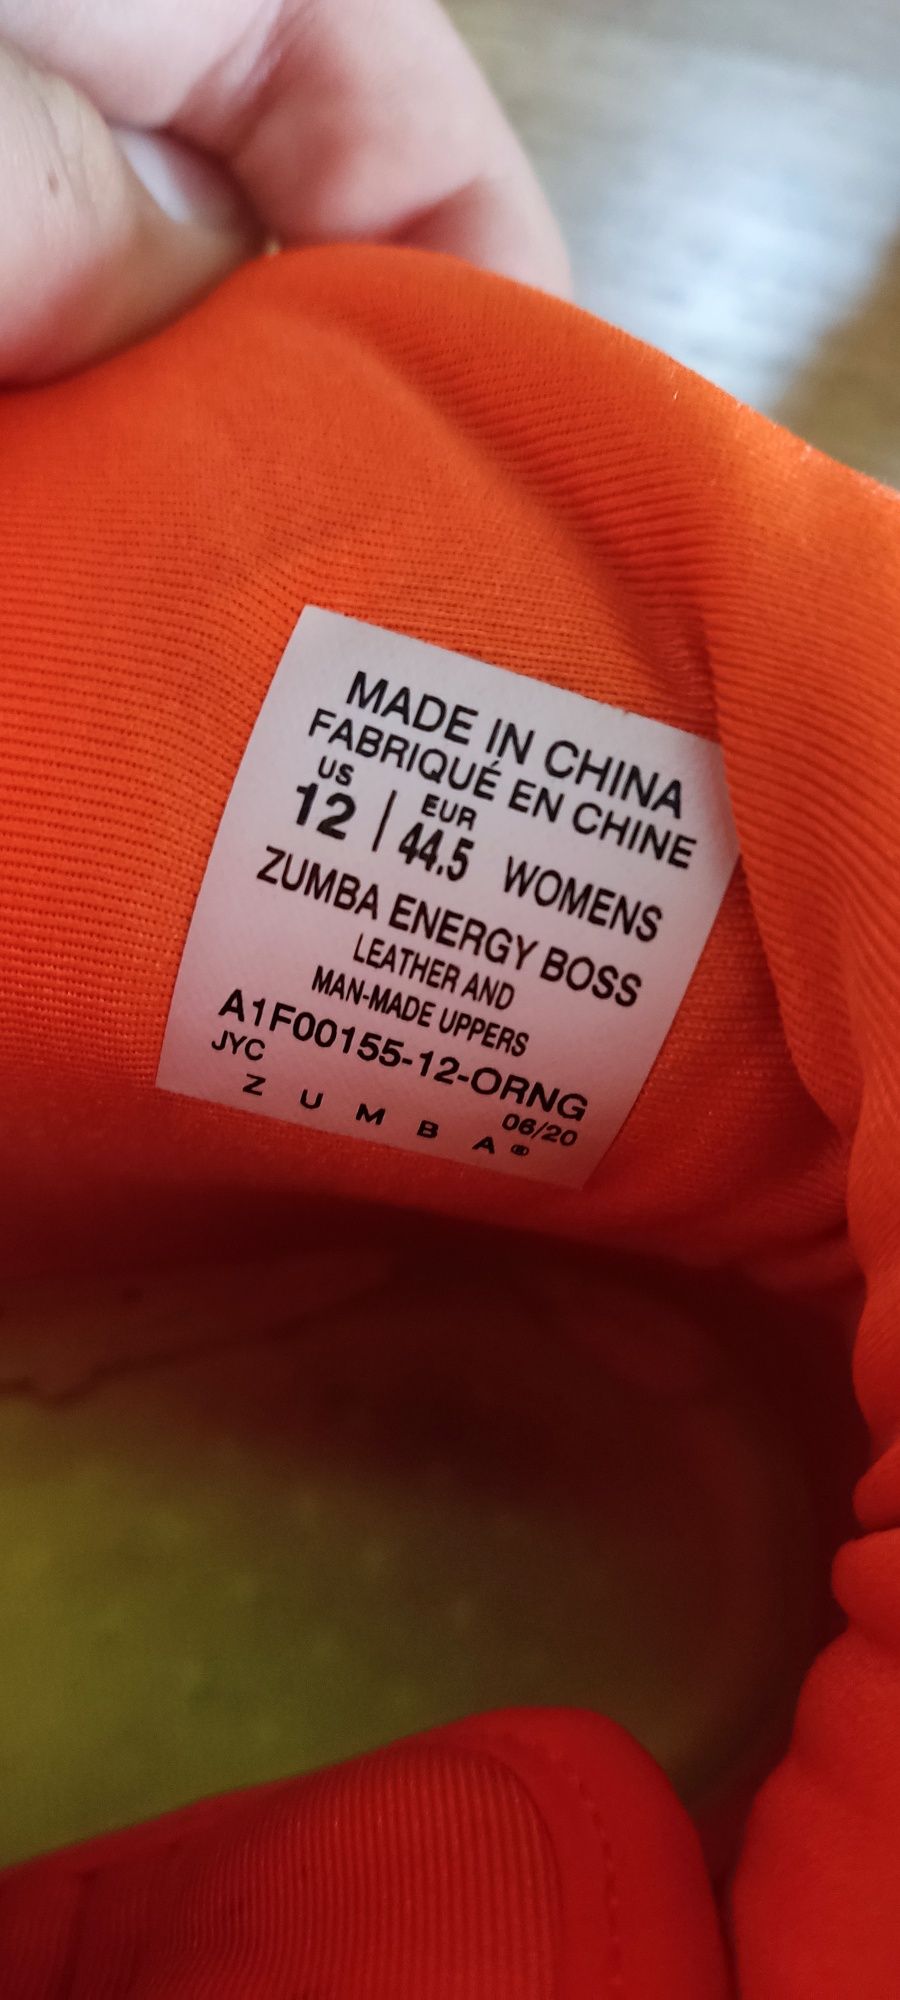 MADE IN CHINA
FABRIQUÉ EN CHINE
US EUR
12 | 44.5 WOMENS
ZUMBA ENERGY BOSS
LEATHER AND
MAN-MADE UPPERS
A1F00155-12-ORNG
JYC 06/20
ZUMBA®